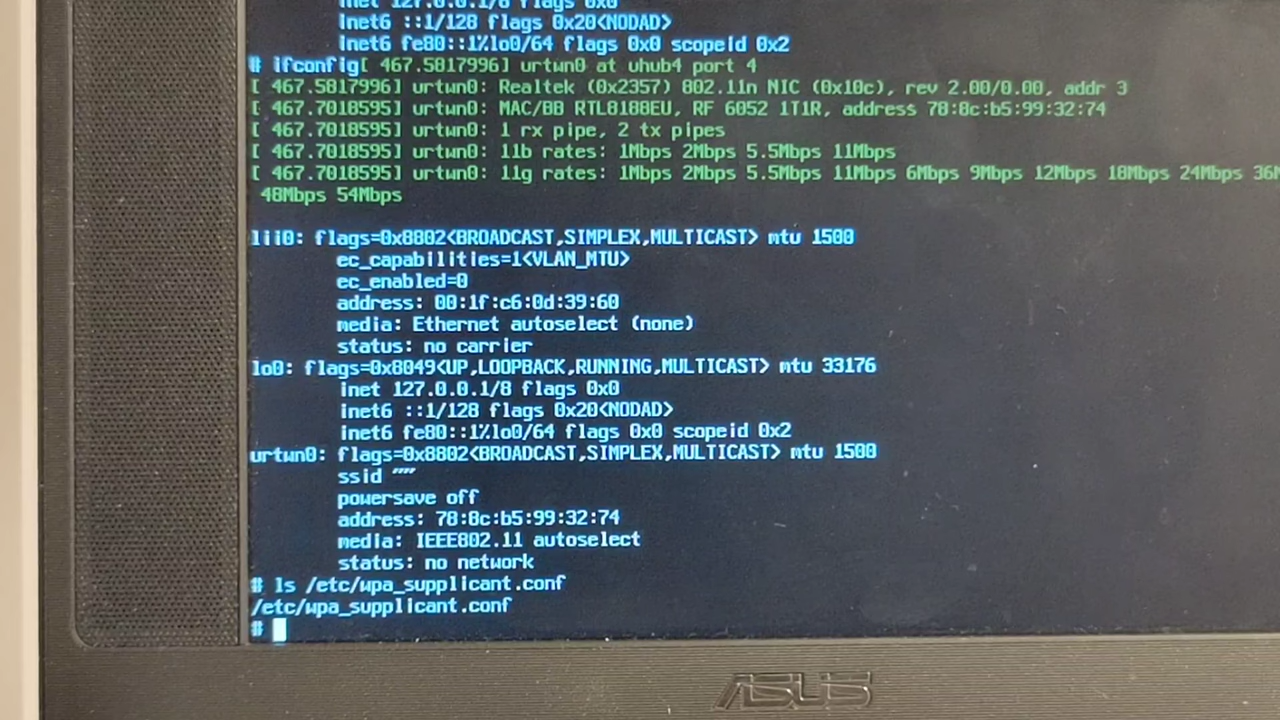 inet 127.0.0.1/8 flags 0x0
inet6 ::1/128 flags 0x20<NODAD>
inet6 fe80::1%lo0/64 flags 0x0 scopeid 0x2
# ifconfig[ 467.5817996] urtwn0 at uhub4 port 4
[ 467.5817996] urtwn0: Realtek (0x2357) 802.11n NIC (0x10c), rev 2.00/0.00, addr 3
[ 467.7018595] urtwn0: MAC/BB RTL8188EU, RF 6052 1T1R, address 78:8c:b5:99:32:74
[ 467.7018595] urtwn0: 1 rx pipe, 2 tx pipes
[ 467.7018595] urtwn0: 11b rates: 1Mbps 2Mbps 5.5Mbps 11Mbps
[ 467.7018595] urtwn0: 11g rates: 1Mbps 2Mbps 5.5Mbps 11Mbps 6Mbps 9Mbps 12Mbps 18Mbps 24Mbps 36M
48Mbps 54Mbps
lii0: flags=0x8802<BROADCAST,SIMPLEX,MULTICAST> mtu 1500
ec_capabilities=1<VLAN_MTU>
ec_enabled=0
address: 00:1f:c6:0d:39:60
media: Ethernet autoselect (none)
status: no carrier
lo0: flags=0x8049<UP,LOOPBACK,RUNNING,MULTICAST> mtu 33176
inet 127.0.0.1/8 flags 0x0
inet6 ::1/128 flags 0x20<NODAD>
inet6 fe80::1%lo0/64 flags 0x0 scopeid 0x2
urtwn0: flags=0x8802<BROADCAST,SIMPLEX,MULTICAST> mtu 1500
ssid ""
powersave off
address: 78:8c:b5:99:32:74
media: IEEE802.11 autoselect
status: no network
# ls /etc/wpa_supplicant.conf
/etc/wpa_supplicant.conf
#
ASUS